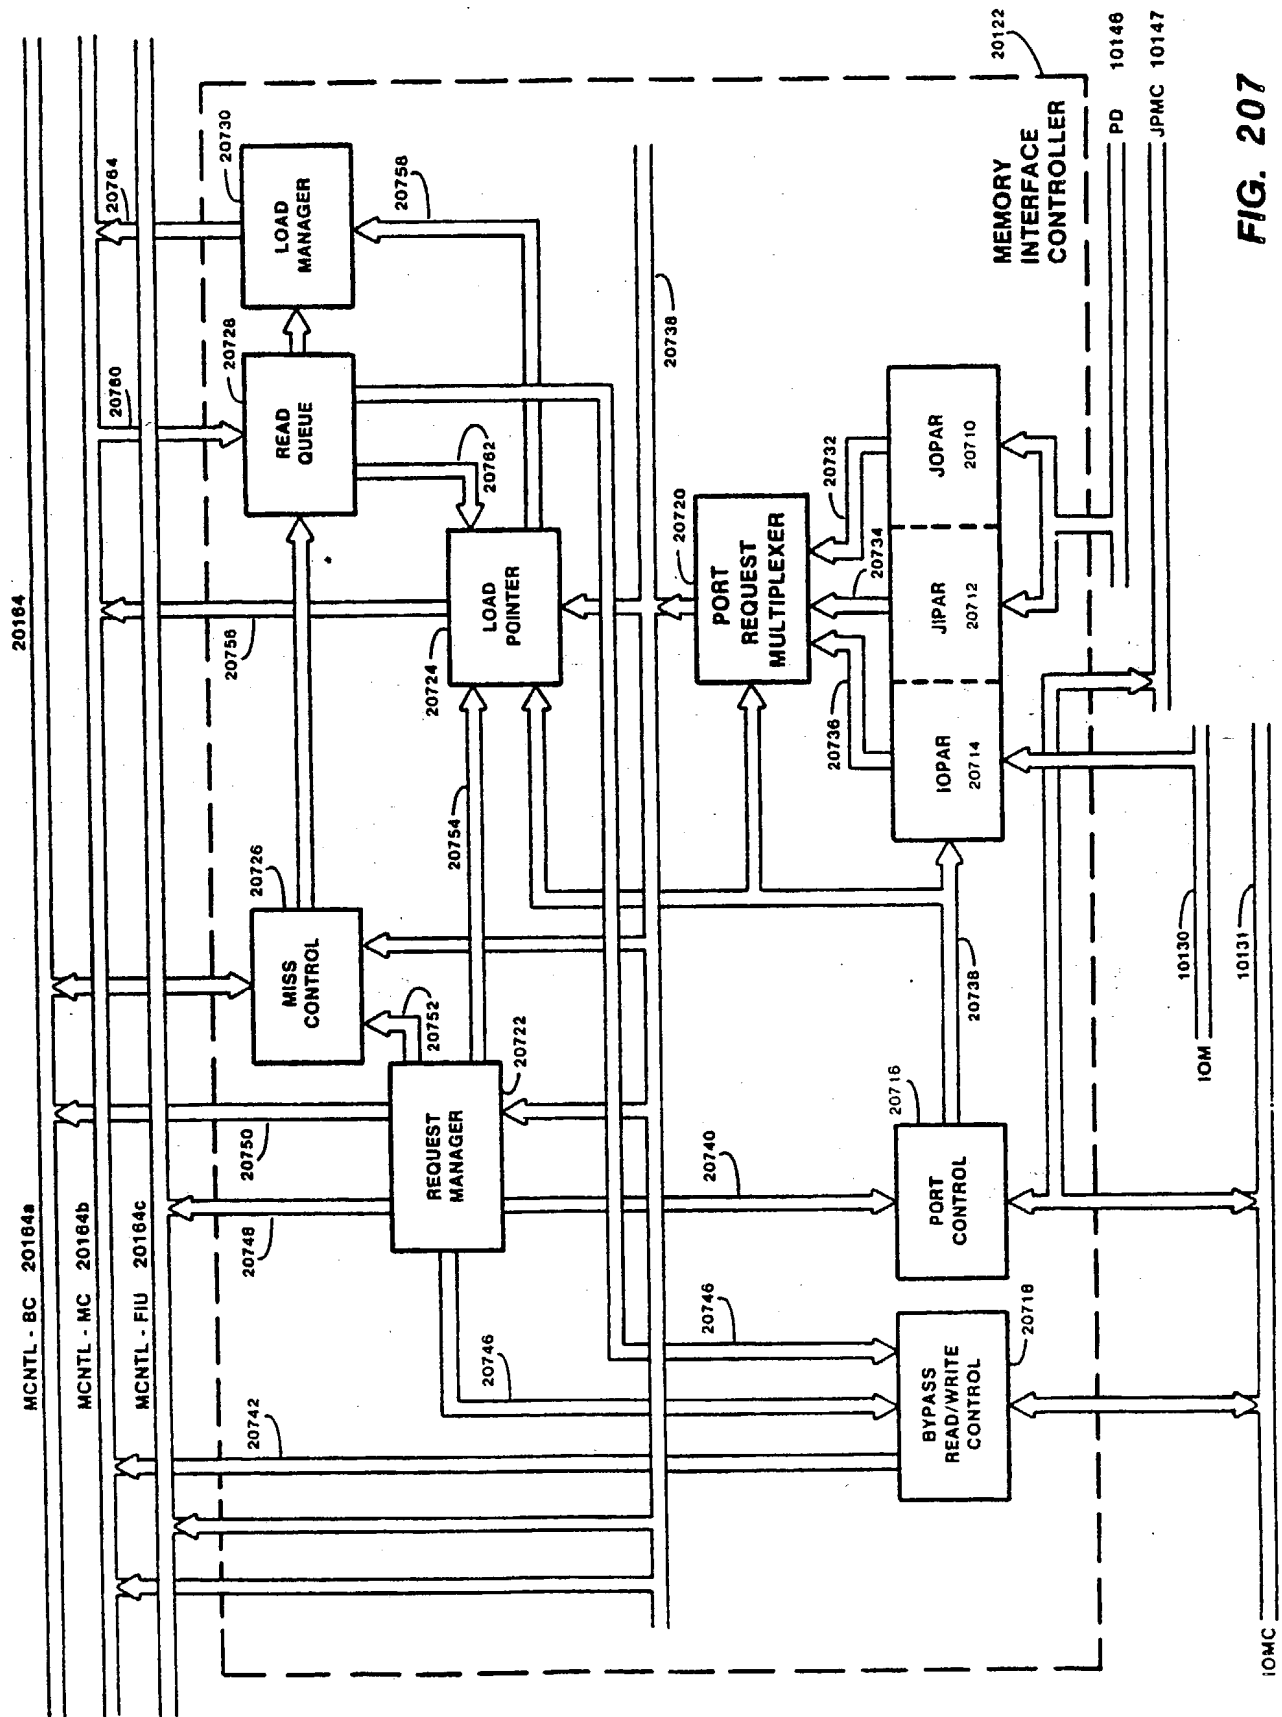 20164
MCNTL - BC 20164a
MCNTL - MC 20164b
MCNTL - FIU 20164c
20742
20748
20750
20756
20760
20764
20726
MISS
CONTROL
20728
READ
QUEUE
20730
LOAD
MANAGER
20752
20754
20762
20758
REQUEST
MANAGER
20722
20724
LOAD
POINTER
20746
20746
20740
20738
20720
PORT
REQUEST
MULTIPLEXER
20736
20734
20732
20716
PORT
CONTROL
20738
IOPAR
20714
JIPAR
20712
JOPAR
20710
BYPASS
READ/WRITE
CONTROL
20718
MEMORY
INTERFACE
CONTROLLER
20122
PD 10146
JPMC 10147
10130
IOM
10131
IOMC
FIG. 207